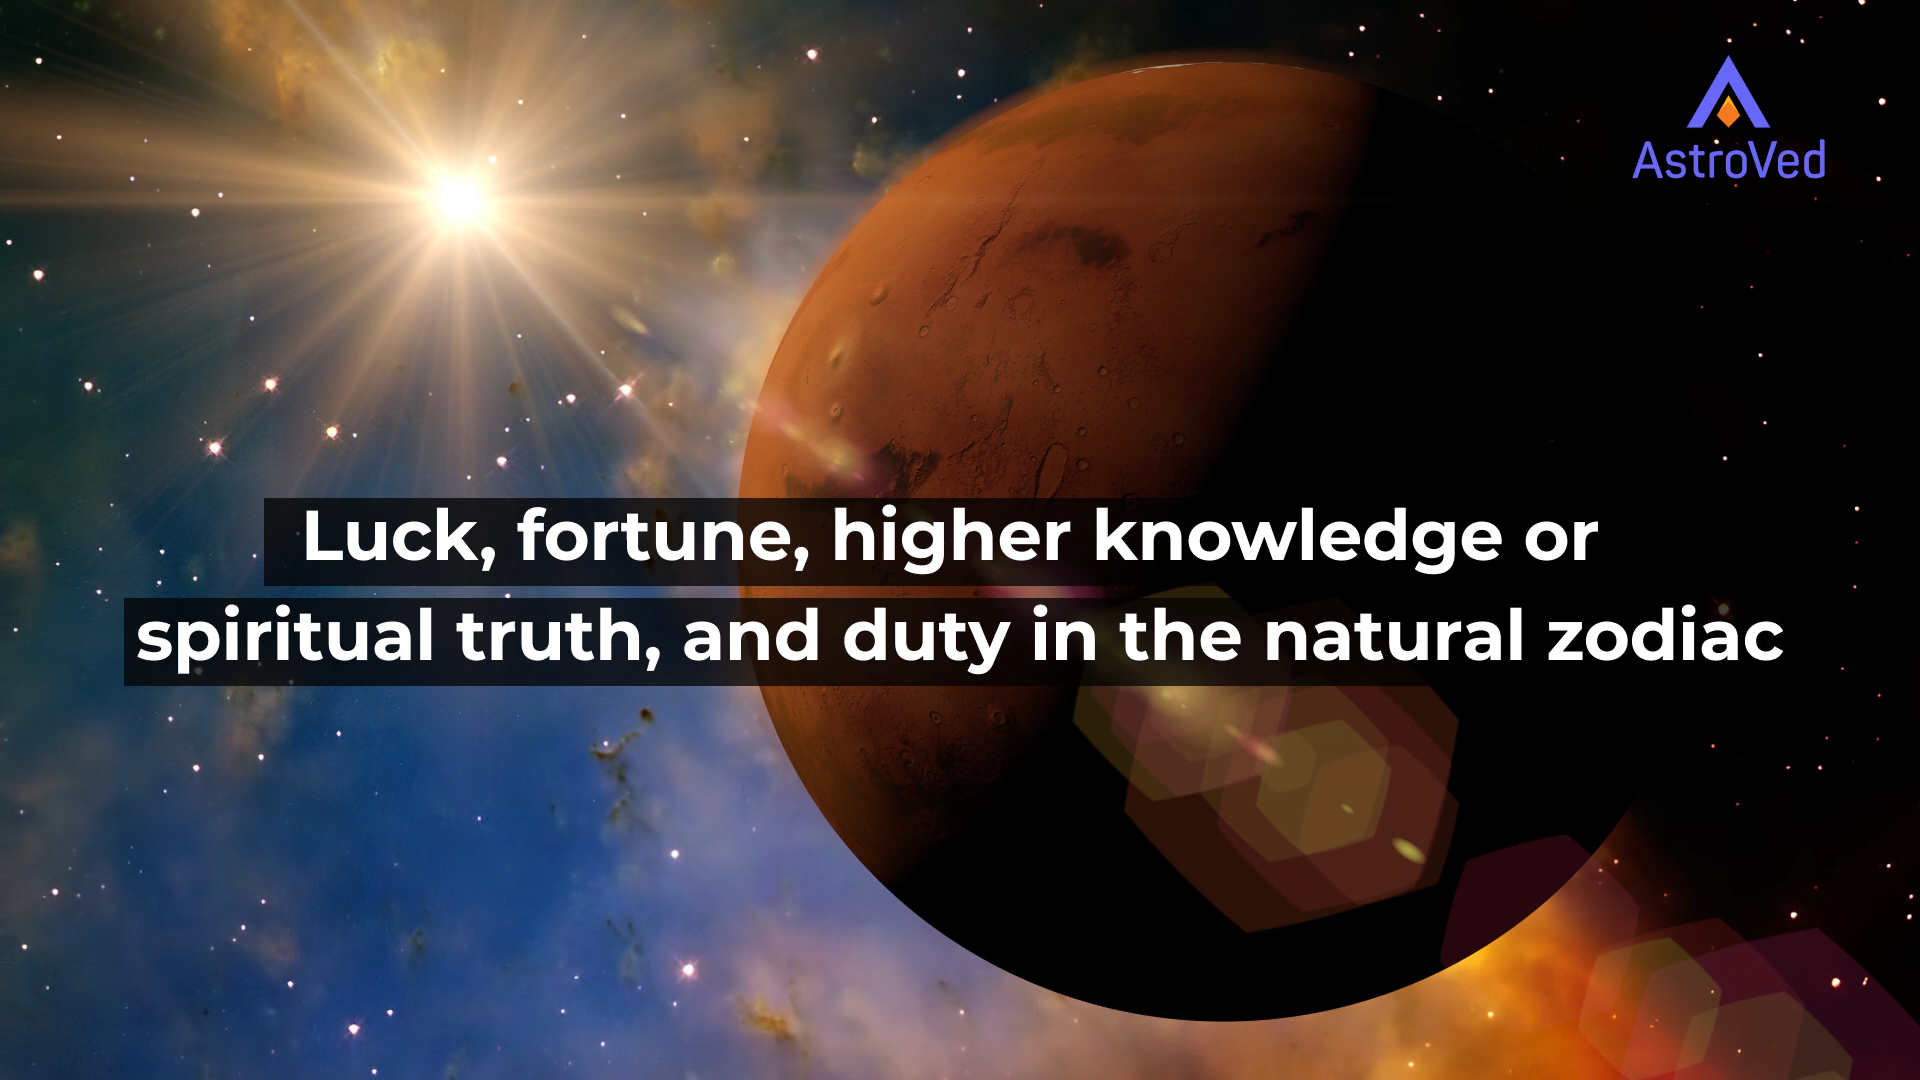 AstroVed
Luck, fortune, higher knowledge or
spiritual truth, and duty in the natural zodiac